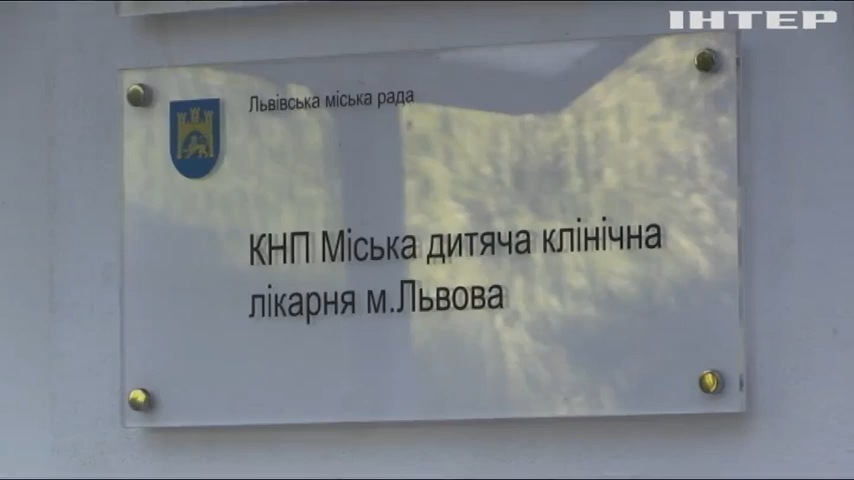 ІНТЕР
Львівська міська рада
КНП Міська дитяча клінічна
лікарня м.Львова